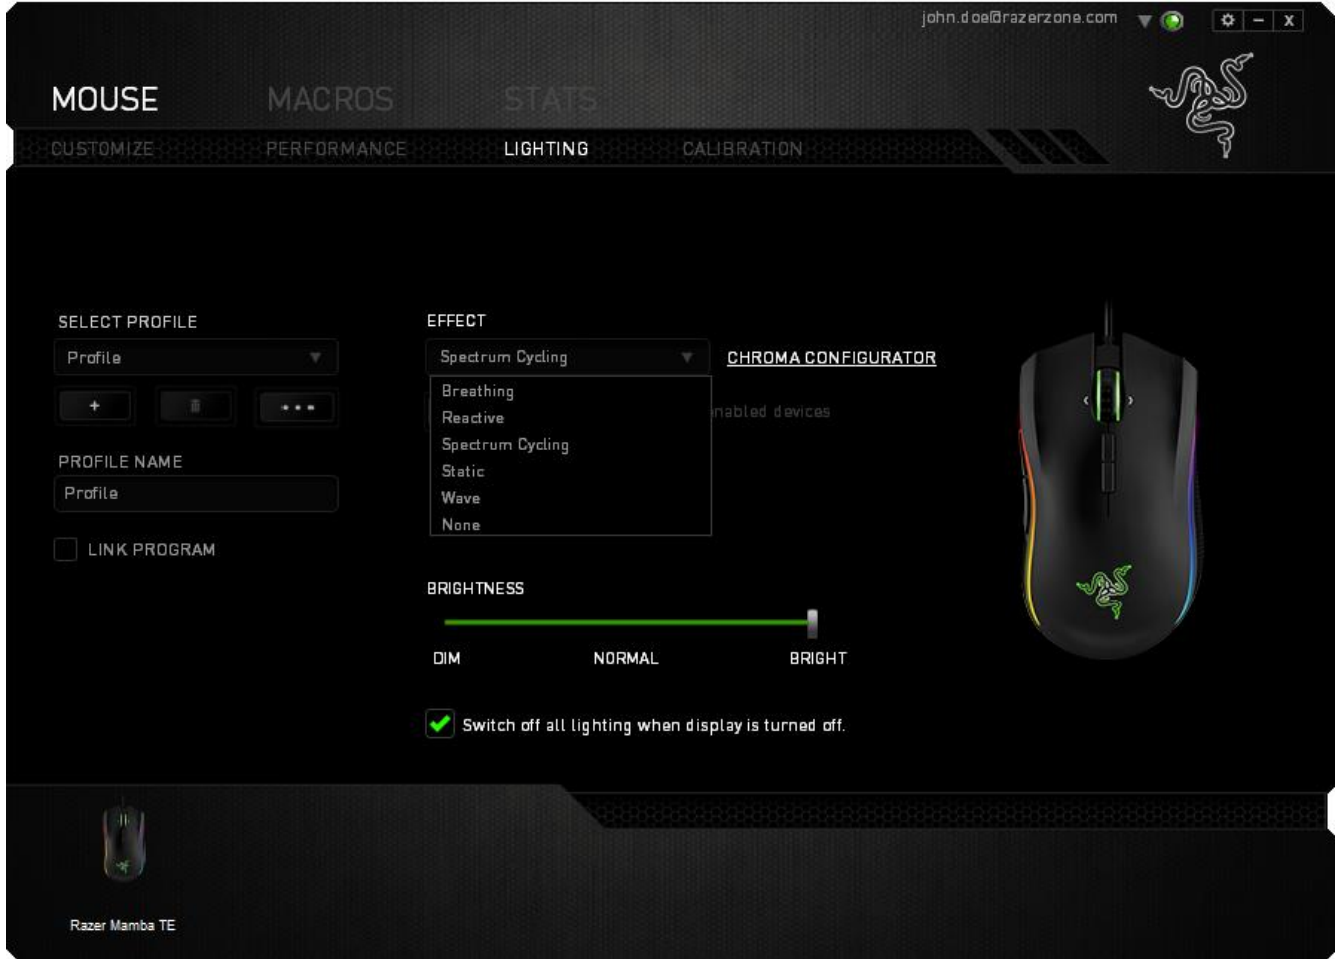 john.doe@razerzone.com
X
MOUSE MACROS STATS
CUSTOMIZE PERFORMANCE LIGHTING CALIBRATION
SELECT PROFILE
Profile
PROFILE NAME
Profile
LINK PROGRAM
EFFECT
Spectrum Cycling
CHROMA CONFIGURATOR
Breathing
Reactive
Spectrum Cycling
Static
Wave
None
devices
BRIGHTNESS
DIM NORMAL BRIGHT
Switch off all lighting when display is turned off.
Razer Mamba TE